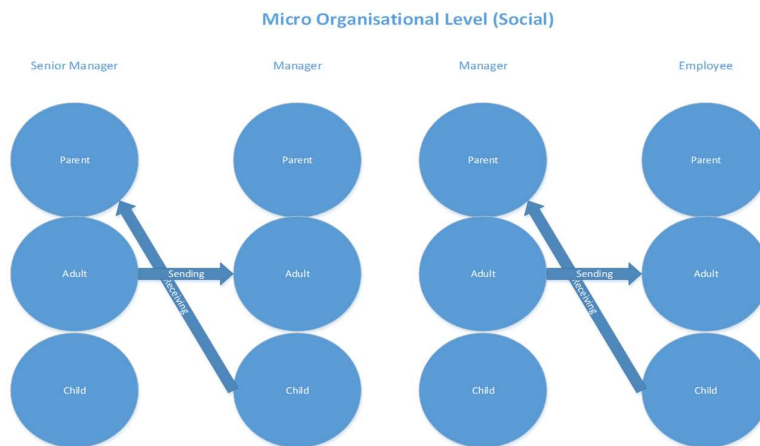 Micro Organisational Level (Social)
Senior Manager
Manager
Manager
Employee
Parent
Parent
Parent
Parent
Adult
Sending
Adult
Adult
Sending
Adult
Receiving
Receiving
Child
Child
Child
Child